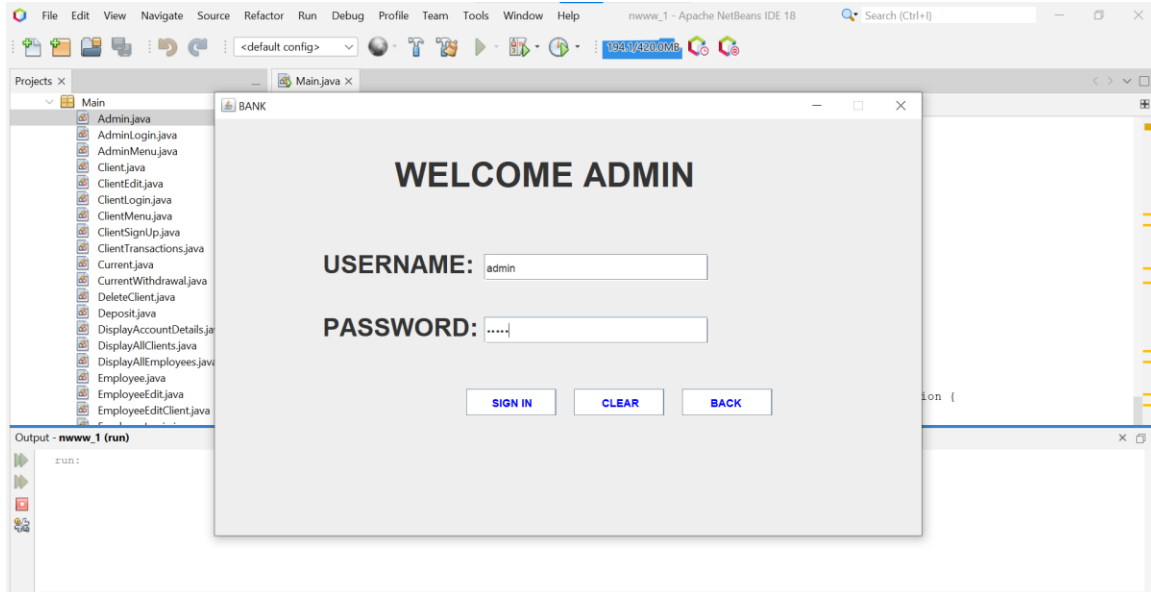 File Edit View Navigate Source Refactor Run Debug Profile Team Tools Window Help nwww_1 - Apache NetBeans IDE 18 Search (Ctrl+I)
<default config> 194.1/420.0MB
Projects Main.java
Main
Admin.java
AdminLogin.java
AdminMenu.java
Client.java
ClientEdit.java
ClientLogin.java
ClientMenu.java
ClientSignUp.java
ClientTransactions.java
Current.java
CurrentWithdrawal.java
DeleteClient.java
Deposit.java
DisplayAccountDetails.ja
DisplayAllClients.java
DisplayAllEmployees.java
Employee.java
EmployeeEdit.java
EmployeeEditClient.java
BANK
WELCOME ADMIN
USERNAME: admin
PASSWORD: •••••
SIGN IN CLEAR BACK
ion {
Output - nwww_1 (run)
run: